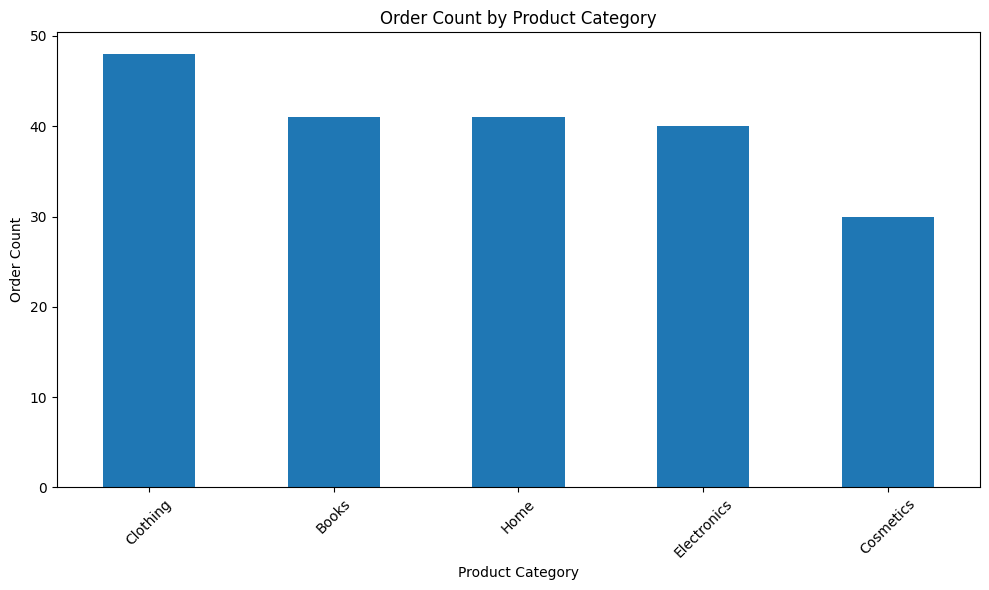 Order Count by Product Category
Order Count
50
40
30
20
10
0
Clothing
Books
Home
Electronics
Cosmetics
Product Category